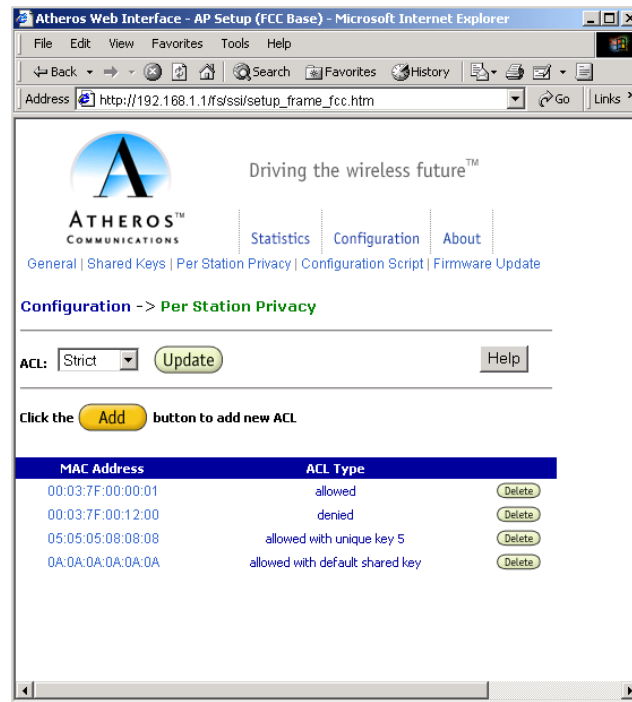 Atheros Web Interface - AP Setup (FCC Base) - Microsoft Internet Explorer
File Edit View Favorites Tools Help
Back Search Favorites History
Address http://192.168.1.1/fs/ssi/setup_frame_fcc.htm Go Links
Driving the wireless future™
ATHEROS™
COMMUNICATIONS
Statistics Configuration About
General | Shared Keys | Per Station Privacy | Configuration Script | Firmware Update
Configuration -> Per Station Privacy
ACL: Strict Update Help
Click the Add button to add new ACL
MAC Address ACL Type
00:03:7F:00:00:01 allowed Delete
00:03:7F:00:12:00 denied Delete
05:05:05:08:08:08 allowed with unique key 5 Delete
0A:0A:0A:0A:0A:0A allowed with default shared key Delete